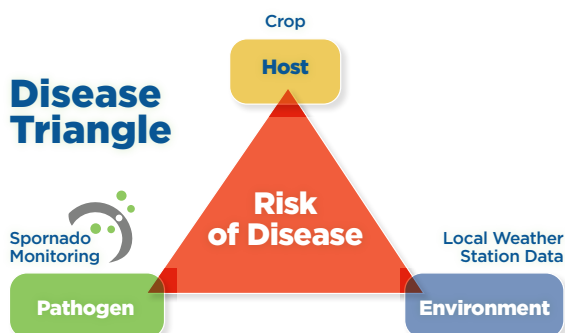 Crop
Host
Disease
Triangle
Risk
of Disease
Spornado
Monitoring
Local Weather
Station Data
Pathogen
Environment